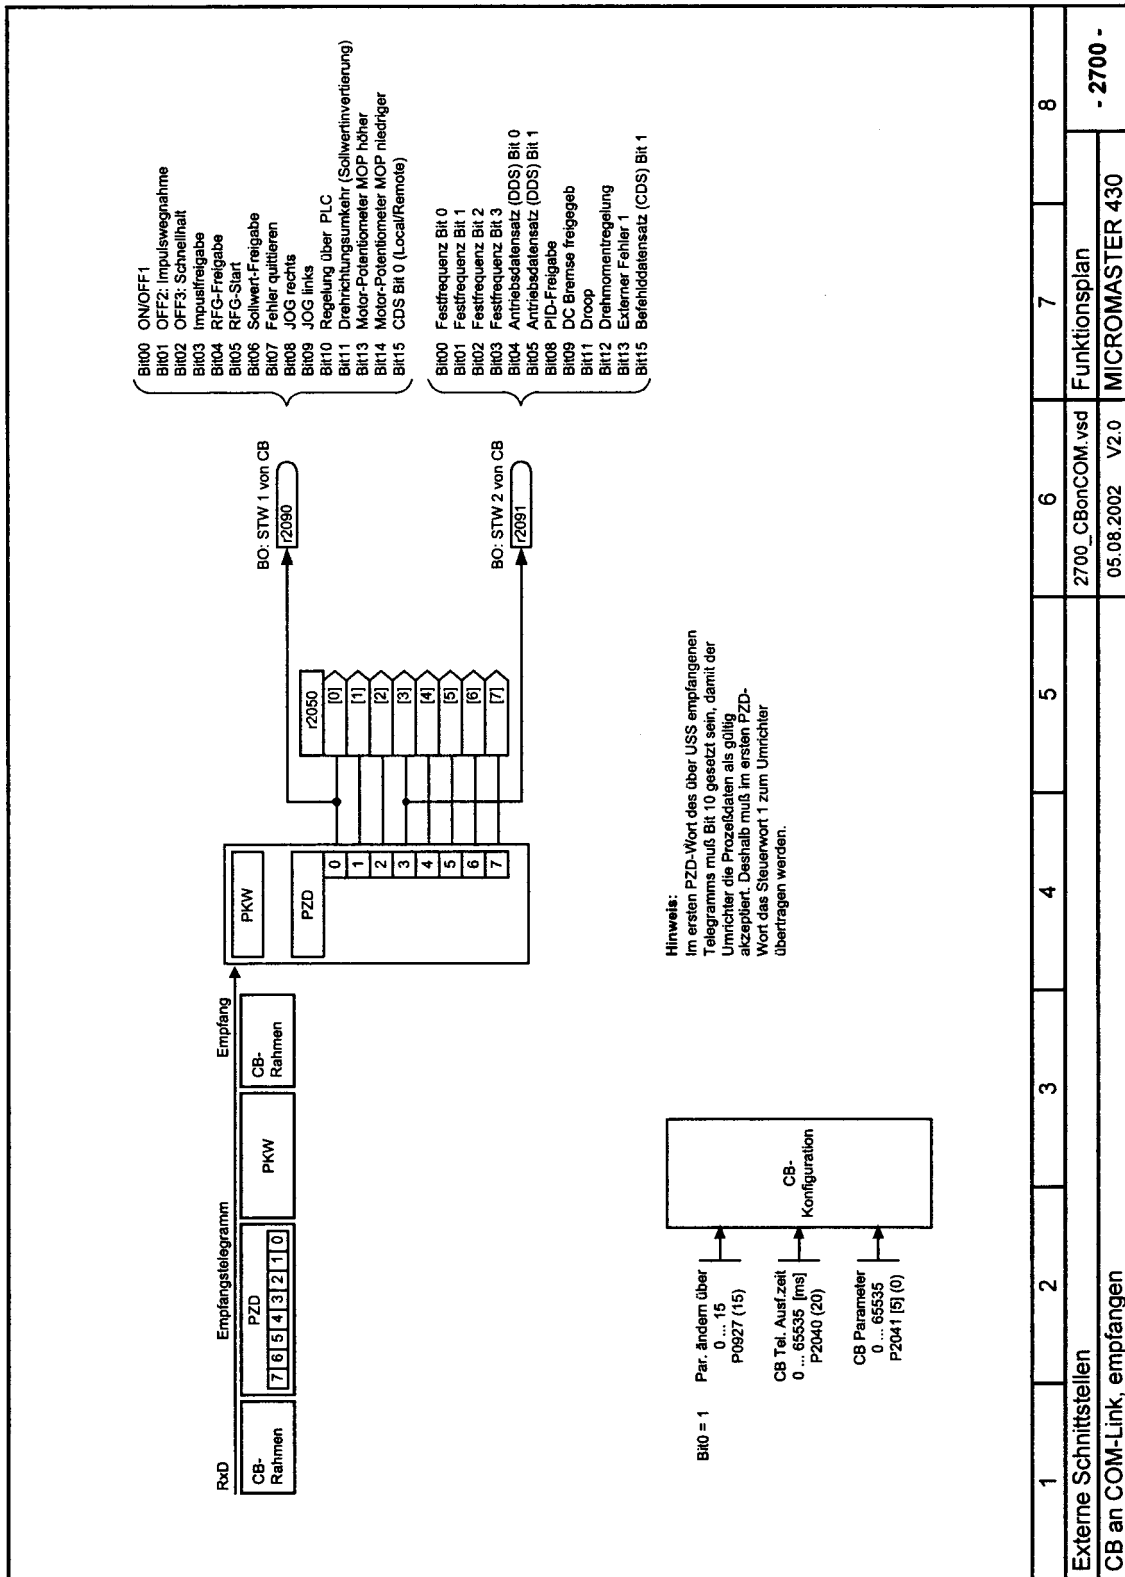 RxD Empfangstelegramm Empfang
CB-
Rahmen
PZD
7 6 5 4 3 2 1 0
PKW
CB-
Rahmen
PKW
PZD
0
1
2
3
4
5
6
7
r2050
[0]
[1]
[2]
[3]
[4]
[5]
[6]
[7]
BO: STW 1 von CB
r2090
BO: STW 2 von CB
r2091
Bit00 ON/OFF1
Bit01 OFF2: Impulswegnahme
Bit02 OFF3: Schnellhalt
Bit03 Impulsfreigabe
Bit04 RFG-Freigabe
Bit05 RFG-Start
Bit06 Sollwert-Freigabe
Bit07 Fehler quittieren
Bit08 JOG rechts
Bit09 JOG links
Bit10 Regelung über PLC
Bit11 Drehrichtungsumkehr (Sollwertinvertierung)
Bit13 Motor-Potentiometer MOP höher
Bit14 Motor-Potentiometer MOP niedriger
Bit15 CDS Bit 0 (Local/Remote)
Bit00 Festfrequenz Bit 0
Bit01 Festfrequenz Bit 1
Bit02 Festfrequenz Bit 2
Bit03 Festfrequenz Bit 3
Bit04 Antriebsdatensatz (DDS) Bit 0
Bit05 Antriebsdatensatz (DDS) Bit 1
Bit08 PID-Freigabe
Bit09 DC Bremse freigegeb
Bit11 Droop
Bit12 Drehmomentregelung
Bit13 Externer Fehler 1
Bit15 Befehldatensatz (CDS) Bit 1
Bit0 = 1
Par. ändern über
0 ... 15
P0927 (15)
CB Tel. Ausf.zeit
0 ... 65535 [ms]
P2040 (20)
CB Parameter
0 ... 65535
P2041 [5] (0)
CB-
Konfiguration
Hinweis:
Im ersten PZD-Wort des über USS empfangenen
Telegramms muß Bit 10 gesetzt sein, damit der
Umrichter die Prozeßdaten als gültig
akzeptiert. Deshalb muß im ersten PZD-
Wort das Steuerwort 1 zum Umrichter
übertragen werden.
1 2 3 4 5 6 7 8
Externe Schnittstellen 2700_CBonCOM.vsd Funktionsplan
CB an COM-Link, empfangen 05.08.2002 V2.0 MICROMASTER 430
- 2700 -